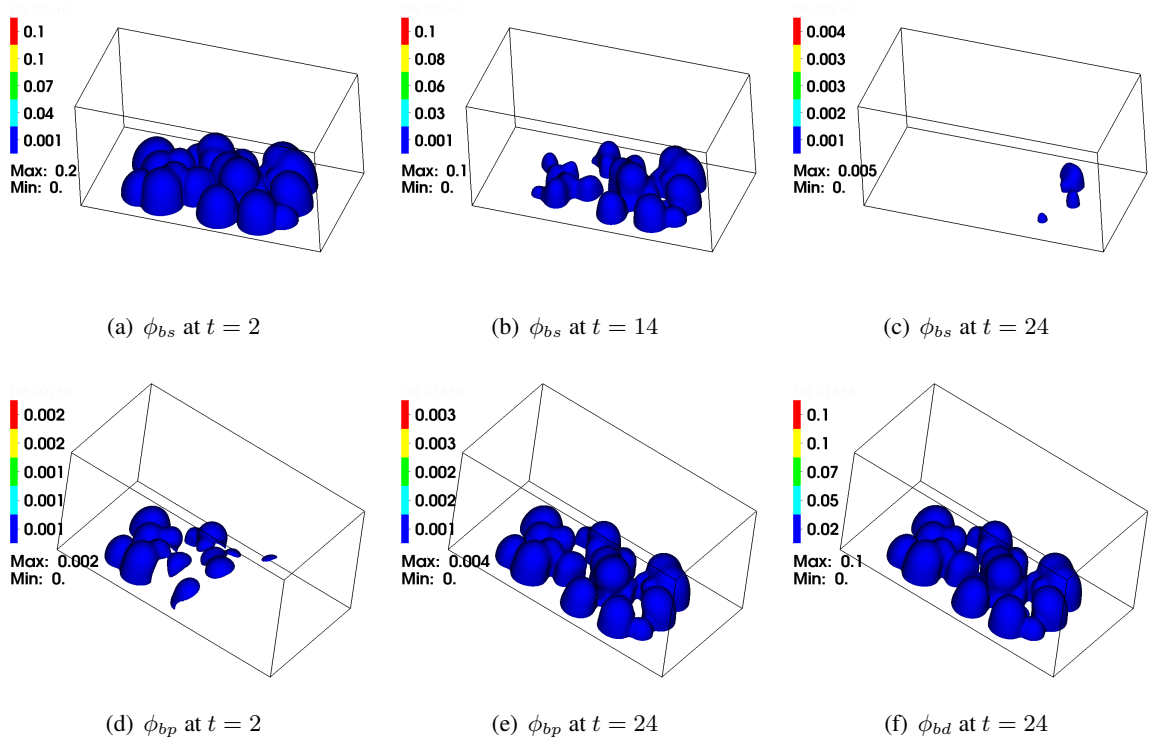 0.1
0.1
0.07
0.04
0.001
Max: 0.2
Min: 0.
0.1
0.08
0.06
0.03
0.001
Max: 0.1
Min: 0.
0.004
0.003
0.003
0.002
0.001
Max: 0.005
Min: 0.
(a) ϕ_bs at t = 2
(b) ϕ_bs at t = 14
(c) ϕ_bs at t = 24
0.002
0.002
0.001
0.001
0.001
Max: 0.002
Min: 0.
0.003
0.003
0.002
0.002
0.001
Max: 0.004
Min: 0.
0.1
0.1
0.07
0.05
0.02
Max: 0.1
Min: 0.
(d) ϕ_bp at t = 2
(e) ϕ_bp at t = 24
(f) ϕ_bd at t = 24